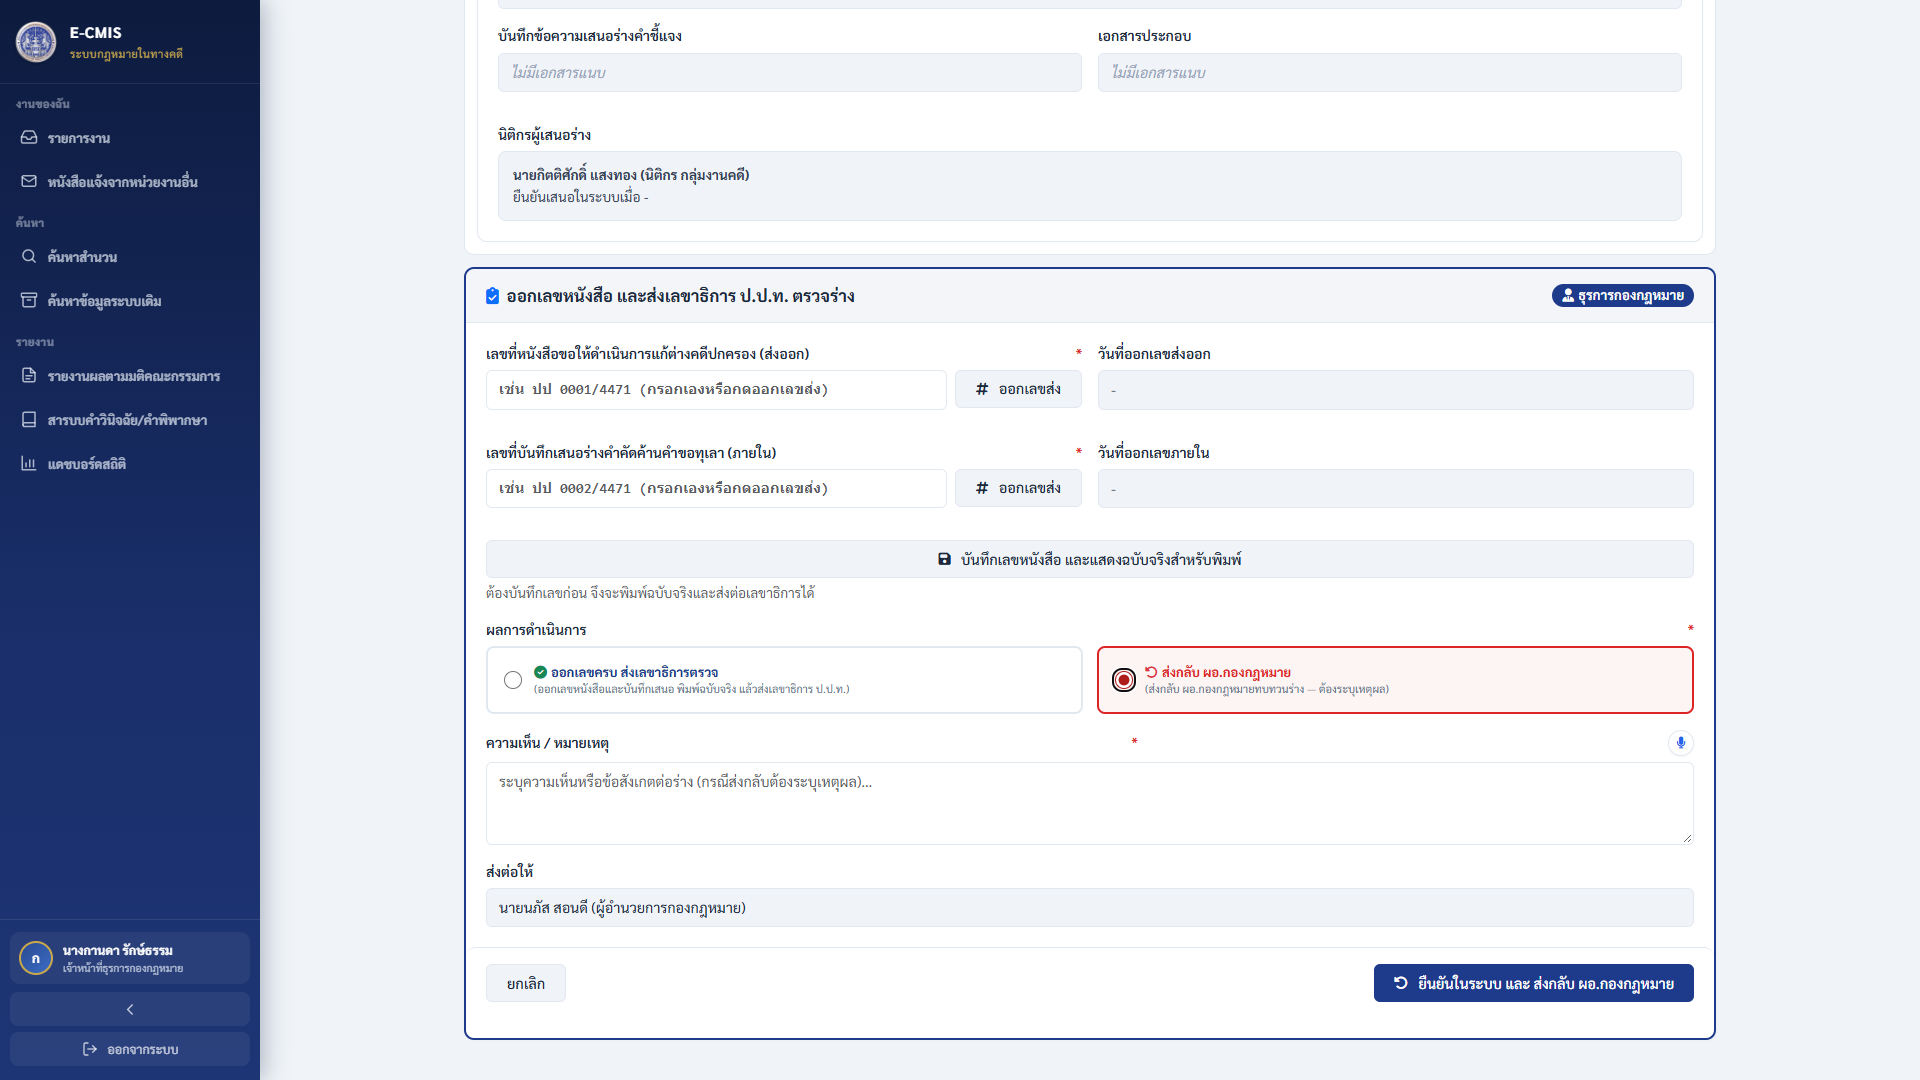 E-CMIS
ระบบกฎหมายในทางคดี
งานของฉัน
รายการงาน
หนังสือแจ้งจากหน่วยงานอื่น
ค้นหา
ค้นหาสำนวน
ค้นหาข้อมูลระบบเดิม
รายงาน
รายงานผลตามมติคณะกรรมการ
สารบบคำวินิจฉัย/คำพิพากษา
แดชบอร์ดสถิติ
ก
นางกานดา รักษ์ธรรม
เจ้าหน้าที่ธุรการกองกฎหมาย
ออกจากระบบ
บันทึกข้อความเสนอร่างคำชี้แจง
เอกสารประกอบ
ไม่มีเอกสารแนบ
ไม่มีเอกสารแนบ
นิติกรผู้เสนอร่าง
นายกิตติศักดิ์ แสงทอง (นิติกร กลุ่มงานคดี)
ยืนยันเสนอในระบบเมื่อ -
ออกเลขหนังสือ และส่งเลขาธิการ ป.ป.ท. ตรวจร่าง
ธุรการกองกฎหมาย
เลขที่หนังสือขอให้ดำเนินการแก้ต่างคดีปกครอง (ส่งออก) *
วันที่ออกเลขส่งออก
เช่น ปป 0001/4471 (กรอกเองหรือกดออกเลขส่ง)
# ออกเลขส่ง
-
เลขที่บันทึกเสนอร่างคำคัดค้านคำขอทุเลา (ภายใน) *
วันที่ออกเลขภายใน
เช่น ปป 0002/4471 (กรอกเองหรือกดออกเลขส่ง)
# ออกเลขส่ง
-
บันทึกเลขหนังสือ และแสดงฉบับจริงสำหรับพิมพ์
ต้องบันทึกเลขก่อน จึงจะพิมพ์ฉบับจริงและส่งต่อเลขาธิการได้
ผลการดำเนินการ *
ออกเลขครบ ส่งเลขาธิการตรวจ
(ออกเลขหนังสือและบันทึกเสนอ พิมพ์ฉบับจริง แล้วส่งเลขาธิการ ป.ป.ท.)
ส่งกลับ ผอ.กองกฎหมาย
(ส่งกลับ ผอ.กองกฎหมายทบทวนร่าง — ต้องระบุเหตุผล)
ความเห็น / หมายเหตุ *
ระบุความเห็นหรือข้อสังเกตต่อร่าง (กรณีส่งกลับต้องระบุเหตุผล)...
ส่งต่อให้
นายนภัส สอนดี (ผู้อำนวยการกองกฎหมาย)
ยกเลิก
ยืนยันในระบบ และ ส่งกลับ ผอ.กองกฎหมาย